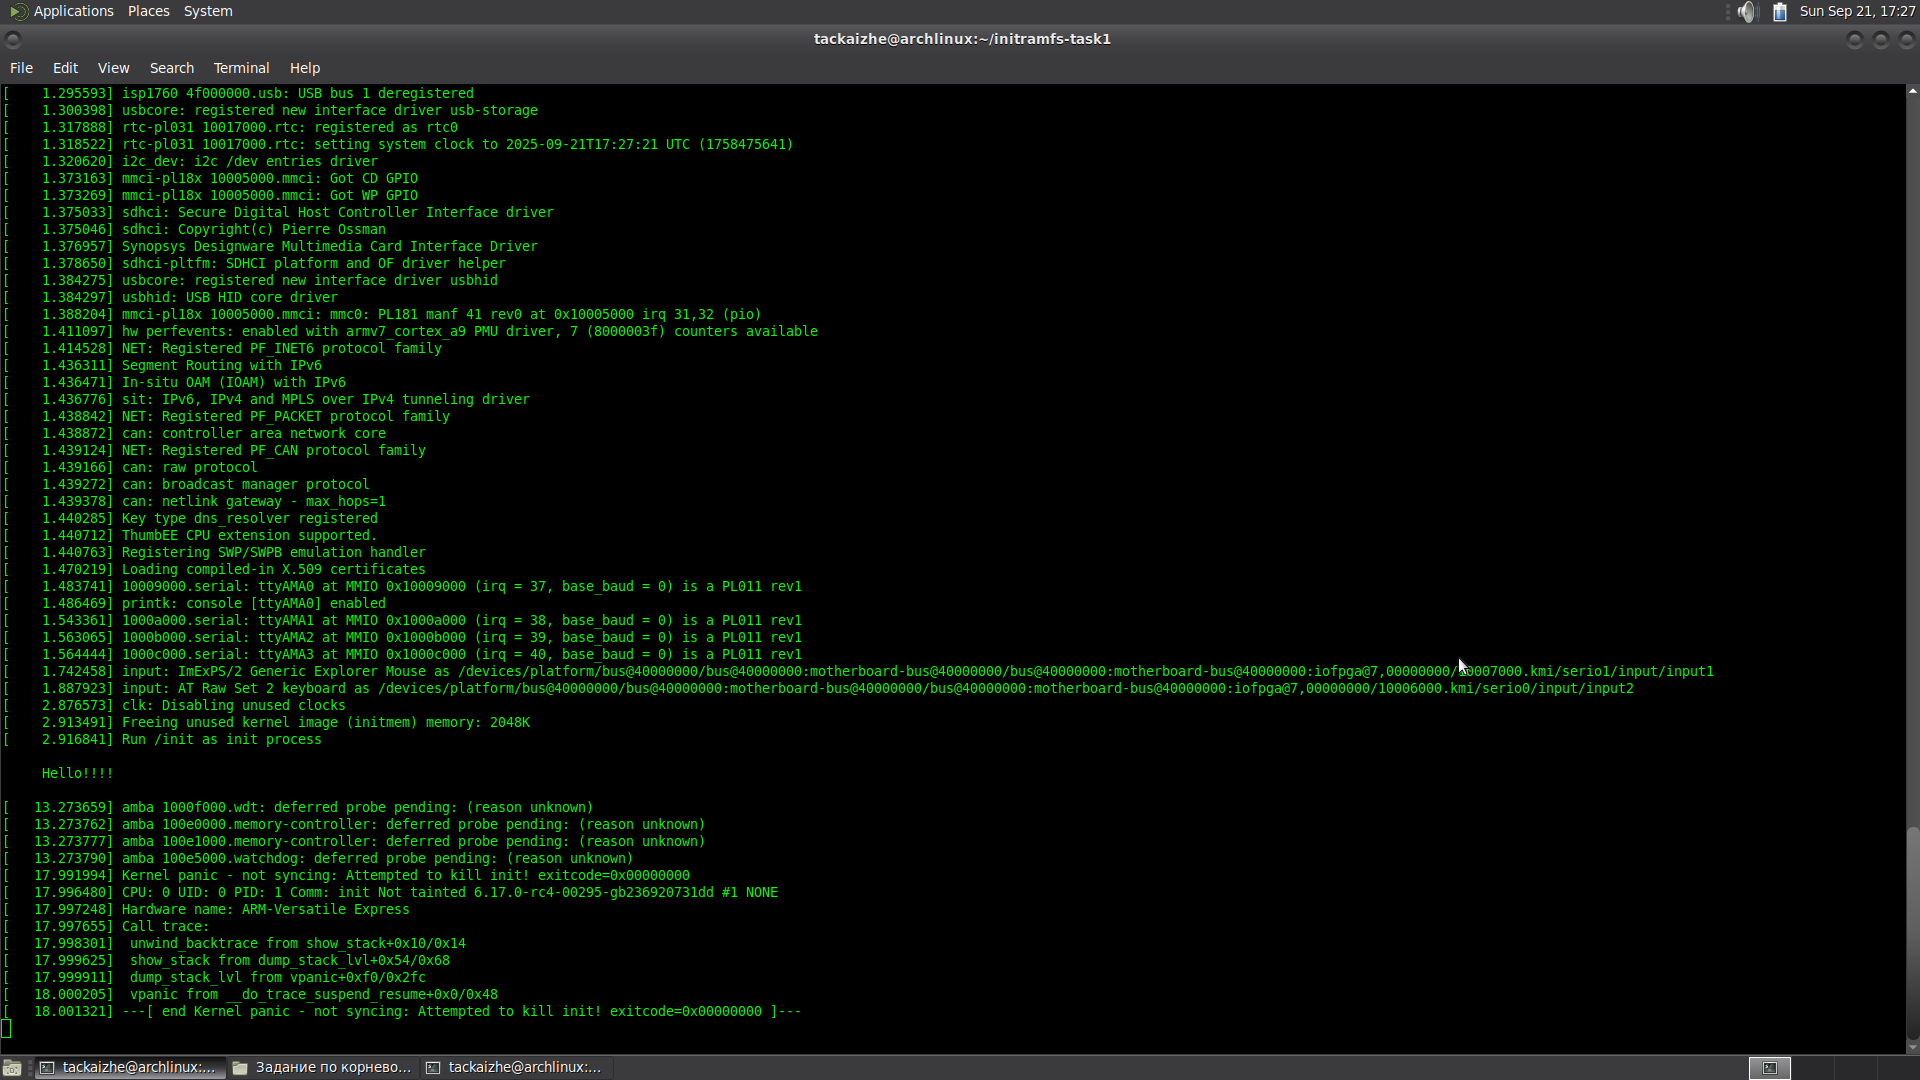 Applications Places System Sun Sep 21, 17:27
tackaizhe@archlinux:~/initramfs-task1
File Edit View Search Terminal Help
[    1.295593] isp1760 4f000000.usb: USB bus 1 deregistered
[    1.300398] usbcore: registered new interface driver usb-storage
[    1.317888] rtc-pl031 10017000.rtc: registered as rtc0
[    1.318522] rtc-pl031 10017000.rtc: setting system clock to 2025-09-21T17:27:21 UTC (1758475641)
[    1.320620] i2c_dev: i2c /dev entries driver
[    1.373163] mmci-pl18x 10005000.mmci: Got CD GPIO
[    1.373269] mmci-pl18x 10005000.mmci: Got WP GPIO
[    1.375033] sdhci: Secure Digital Host Controller Interface driver
[    1.375046] sdhci: Copyright(c) Pierre Ossman
[    1.376957] Synopsys Designware Multimedia Card Interface Driver
[    1.378650] sdhci-pltfm: SDHCI platform and OF driver helper
[    1.384275] usbcore: registered new interface driver usbhid
[    1.384297] usbhid: USB HID core driver
[    1.388204] mmci-pl18x 10005000.mmci: mmc0: PL181 manf 41 rev0 at 0x10005000 irq 31,32 (pio)
[    1.411097] hw perfevents: enabled with armv7_cortex_a9 PMU driver, 7 (8000003f) counters available
[    1.414528] NET: Registered PF_INET6 protocol family
[    1.436311] Segment Routing with IPv6
[    1.436471] In-situ OAM (IOAM) with IPv6
[    1.436776] sit: IPv6, IPv4 and MPLS over IPv4 tunneling driver
[    1.438842] NET: Registered PF_PACKET protocol family
[    1.438872] can: controller area network core
[    1.439124] NET: Registered PF_CAN protocol family
[    1.439166] can: raw protocol
[    1.439272] can: broadcast manager protocol
[    1.439378] can: netlink gateway - max_hops=1
[    1.440285] Key type dns_resolver registered
[    1.440712] ThumbEE CPU extension supported.
[    1.440763] Registering SWP/SWPB emulation handler
[    1.470219] Loading compiled-in X.509 certificates
[    1.483741] 10009000.serial: ttyAMA0 at MMIO 0x10009000 (irq = 37, base_baud = 0) is a PL011 rev1
[    1.486469] printk: console [ttyAMA0] enabled
[    1.543361] 1000a000.serial: ttyAMA1 at MMIO 0x1000a000 (irq = 38, base_baud = 0) is a PL011 rev1
[    1.563065] 1000b000.serial: ttyAMA2 at MMIO 0x1000b000 (irq = 39, base_baud = 0) is a PL011 rev1
[    1.564444] 1000c000.serial: ttyAMA3 at MMIO 0x1000c000 (irq = 40, base_baud = 0) is a PL011 rev1
[    1.742458] input: ImExPS/2 Generic Explorer Mouse as /devices/platform/bus@40000000/bus@40000000:motherboard-bus@40000000/bus@40000000:motherboard-bus@40000000:iofpga@7,00000000/10007000.kmi/serio1/input/input1
[    1.887923] input: AT Raw Set 2 keyboard as /devices/platform/bus@40000000/bus@40000000:motherboard-bus@40000000/bus@40000000:motherboard-bus@40000000:iofpga@7,00000000/10006000.kmi/serio0/input/input2
[    2.876573] clk: Disabling unused clocks
[    2.913491] Freeing unused kernel image (initmem) memory: 2048K
[    2.916841] Run /init as init process
Hello!!!!
[   13.273659] amba 1000f000.wdt: deferred probe pending: (reason unknown)
[   13.273762] amba 100e0000.memory-controller: deferred probe pending: (reason unknown)
[   13.273777] amba 100e1000.memory-controller: deferred probe pending: (reason unknown)
[   13.273790] amba 100e5000.watchdog: deferred probe pending: (reason unknown)
[   17.991994] Kernel panic - not syncing: Attempted to kill init! exitcode=0x00000000
[   17.996480] CPU: 0 UID: 0 PID: 1 Comm: init Not tainted 6.17.0-rc4-00295-gb236920731dd #1 NONE
[   17.997248] Hardware name: ARM-Versatile Express
[   17.997655] Call trace:
[   17.998301]  unwind_backtrace from show_stack+0x10/0x14
[   17.999625]  show_stack from dump_stack_lvl+0x54/0x68
[   17.999911]  dump_stack_lvl from vpanic+0xf0/0x2fc
[   18.000205]  vpanic from __do_trace_suspend_resume+0x0/0x48
[   18.001321] ---[ end Kernel panic - not syncing: Attempted to kill init! exitcode=0x00000000 ]---
tackaizhe@archlinux:... Задание по корнево... tackaizhe@archlinux:...